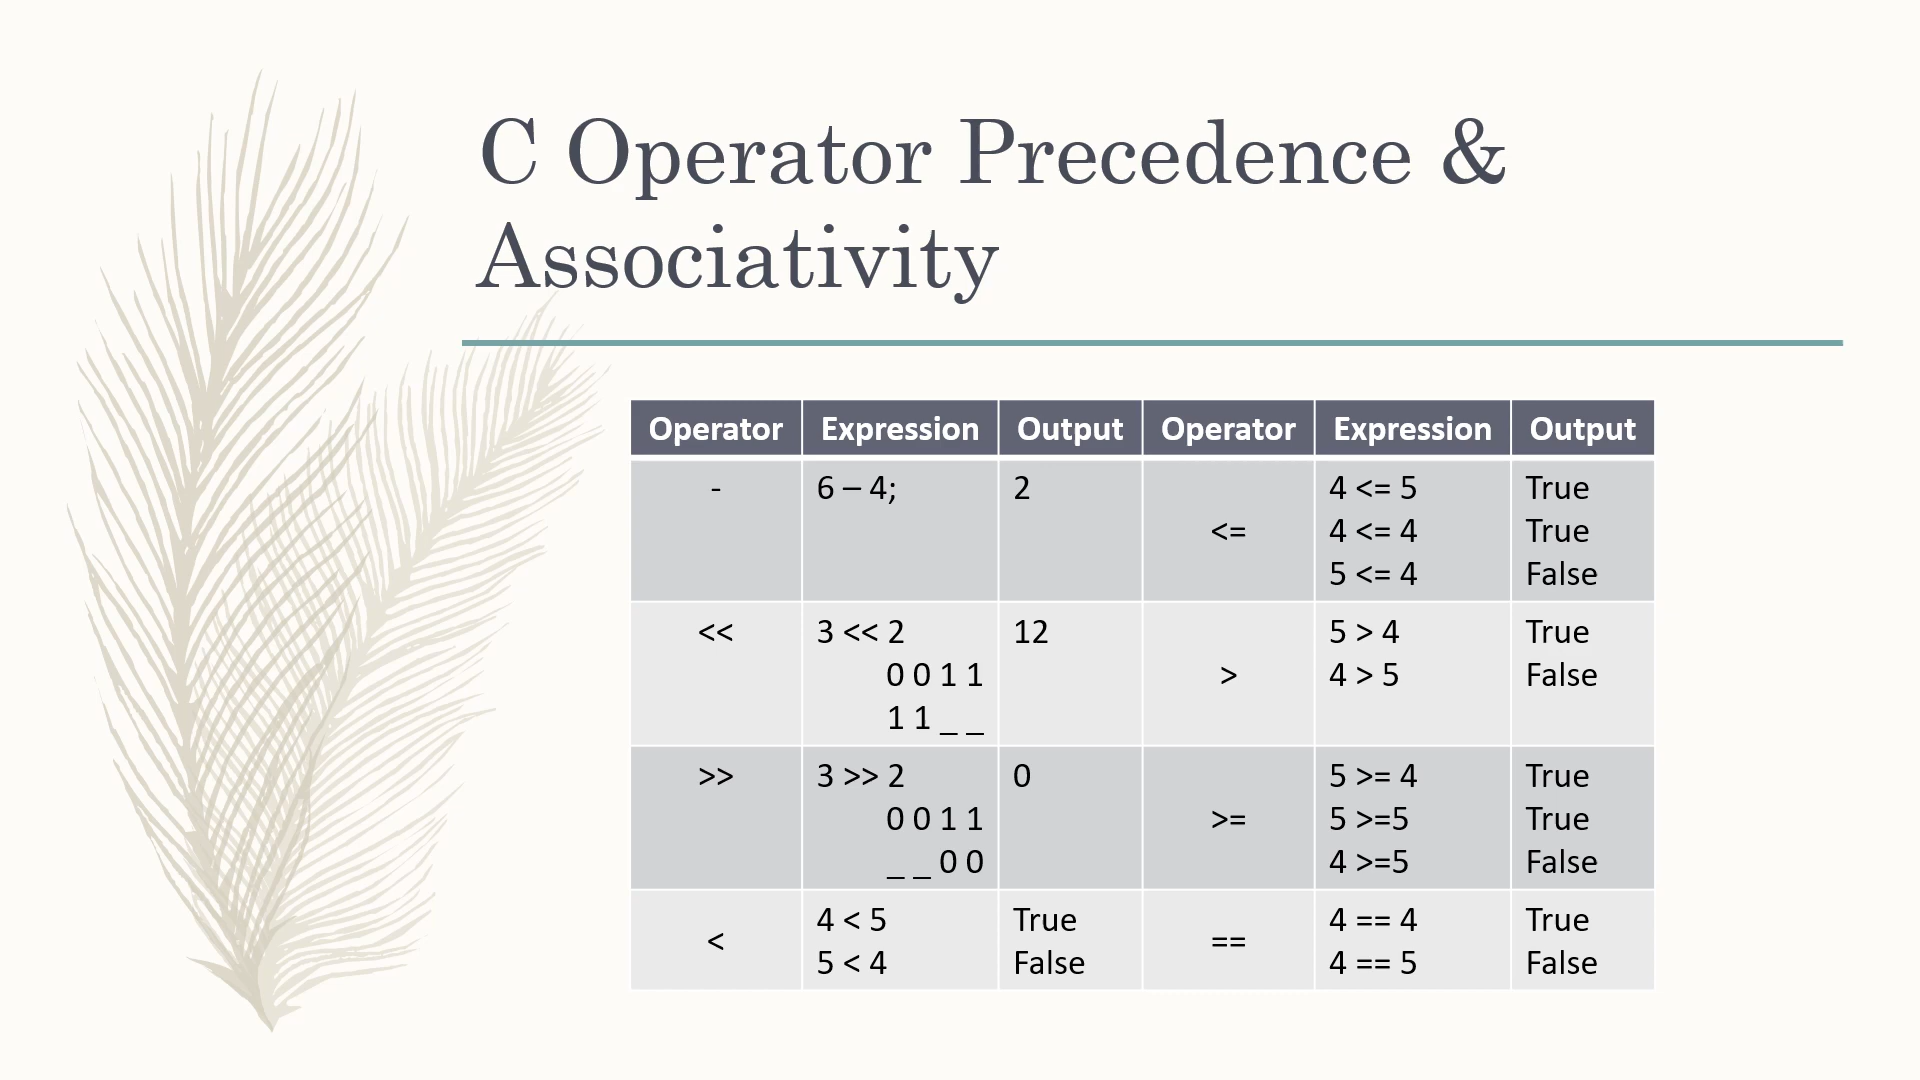 C Operator Precedence &
Associativity
Operator Expression Output Operator Expression Output
- 6 – 4; 2 <= 4 <= 5 True
4 <= 4 True
5 <= 4 False
<< 3 << 2 12 > 5 > 4 True
0 0 1 1 4 > 5 False
1 1 _ _
>> 3 >> 2 0 >= 5 >= 4 True
0 0 1 1 5 >=5 True
_ _ 0 0 4 >=5 False
< 4 < 5 True == 4 == 4 True
5 < 4 False 4 == 5 False